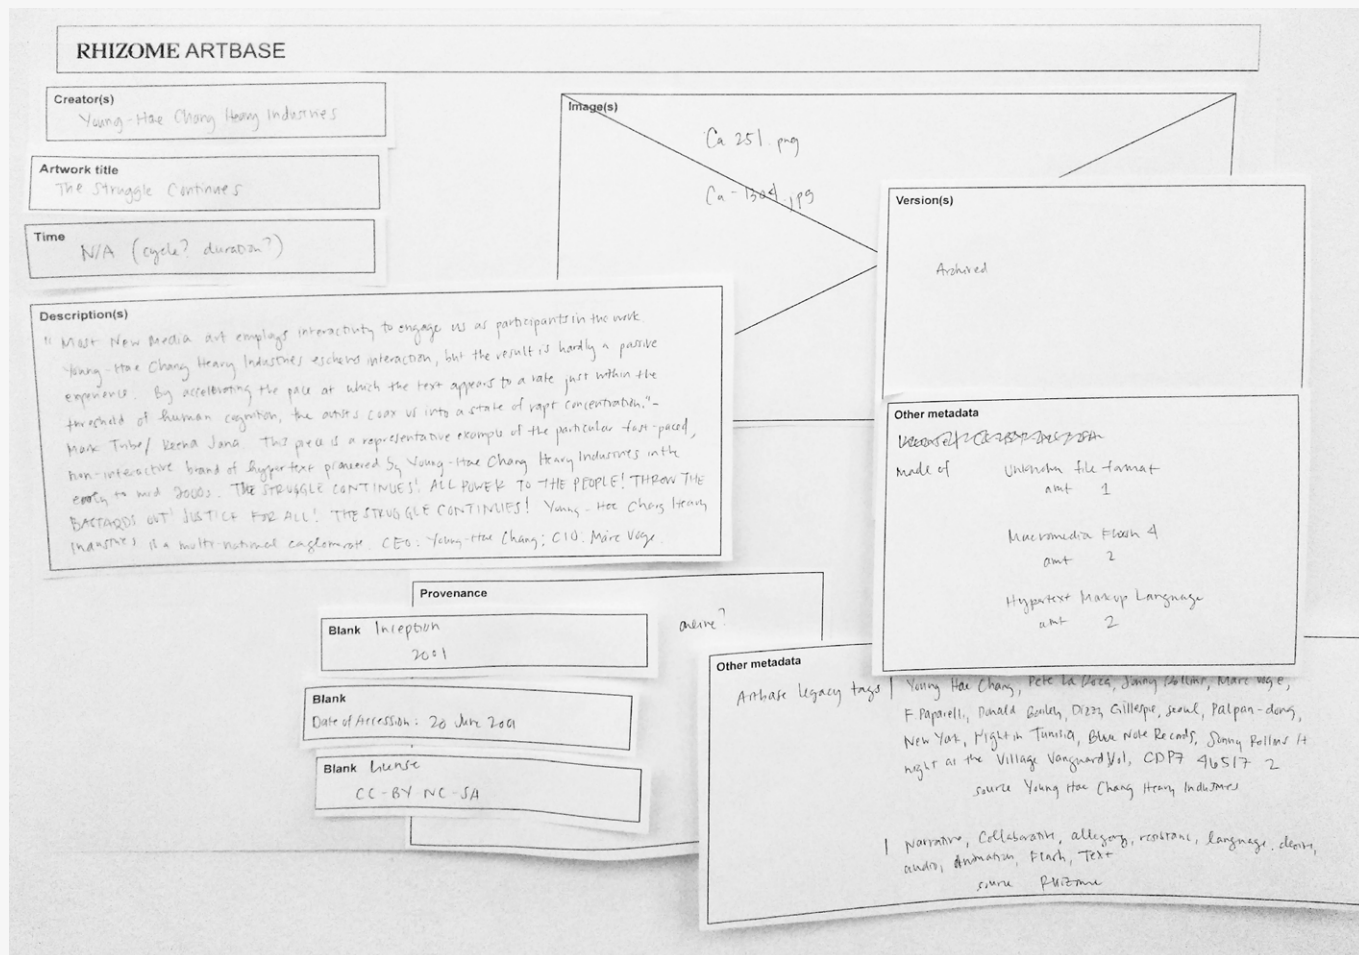 RHIZOME ARTBASE
Creator(s)
Young-Hae Chang Heavy Industries
Artwork title
The Struggle Continues
Time
N/A (cycle? duration?)
Image(s)
Ca 251.png
Ca-1304.jpg
Version(s)
Archived
Description(s)
"Most New Media art employs interactivity to engage us as participants in the work
Young-Hae Chang Heavy Industries eschews interaction, but the result is hardly a passive
experience. By accelerating the pace at which the text appears to a rate just within the
threshold of human cognition, the artists coax us into a state of rapt concentration."-
Mark Tribe/ Reena Jana. This piece is a representative example of the particular fast-paced,
non-interactive brand of hypertext pioneered by Young-Hae Chang Heavy Industries in the
early to mid 2000s. THE STRUGGLE CONTINUES! ALL POWER TO THE PEOPLE! THROW THE
BASTARDS OUT! JUSTICE FOR ALL! THE STRUGGLE CONTINUES! Young-Hae Chang Heavy
Industries is a multi-national conglomerate. CEO: Young-Hae Chang; CIO: Marc Voge.
Other metadata
made of
Unknown file format
amt 1
Macromedia Flash 4
amt 2
Hypertext Markup Language
amt 2
Provenance
Blank Inception
2001
Blank
Date of Accession: 20 June 2001
Blank License
CC-BY NC-SA
Other metadata
Artbase legacy tags | Young Hae Chang, Pete La Roca, Sonny Rollins, Marc Voge,
F. Paparelli, Donald Bailey, Dizzy Gillespie, Seoul, Palpan-dong,
New York, Night in Tunisia, Blue Note Records, Sonny Rollins A
night at the Village Vanguard Vol, CDP7 46517 2
source Young Hae Chang Heavy Industries
| Narrative, Collaborative, allegory, resistance, language, desire,
audio, Animation, Flash, Text
source Rhizome